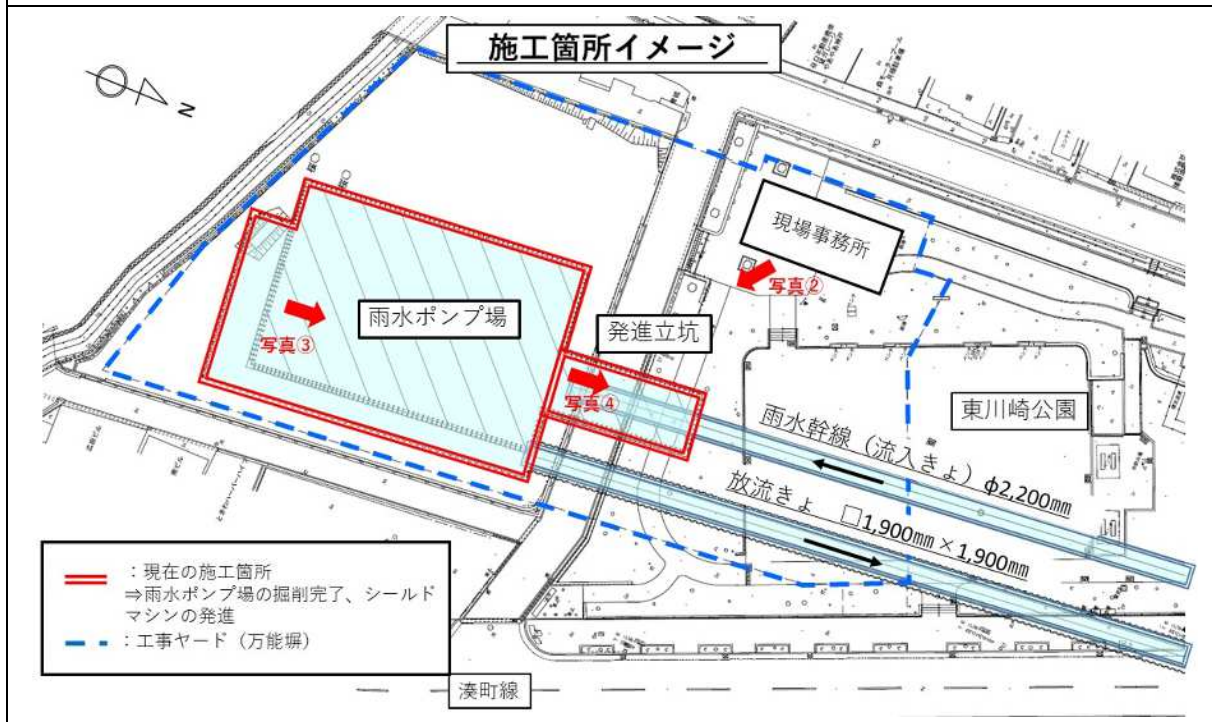 施工箇所イメージ
N
現場事務所
写真②
雨水ポンプ場
発進立坑
写真③
写真④
東川崎公園
雨水幹線（流入きょ）φ2,200㎜
放流きょ □1,900㎜×1,900㎜
：現在の施工箇所
⇒雨水ポンプ場の掘削完了、シールド
マシンの発進
：工事ヤード（万能塀）
湊町線